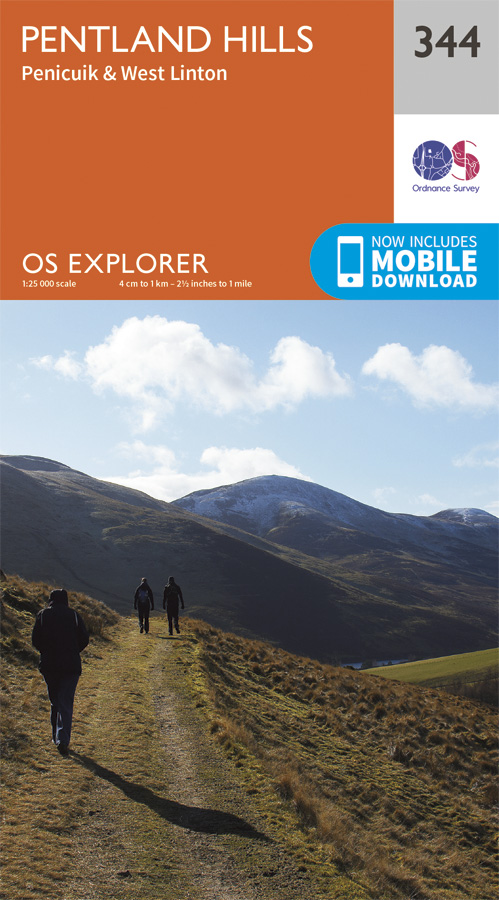 PENTLAND HILLS
Penicuik & West Linton
344
OS
Ordnance Survey
OS EXPLORER
1:25 000 scale 4 cm to 1 km – 2½ inches to 1 mile
NOW INCLUDES
MOBILE
DOWNLOAD